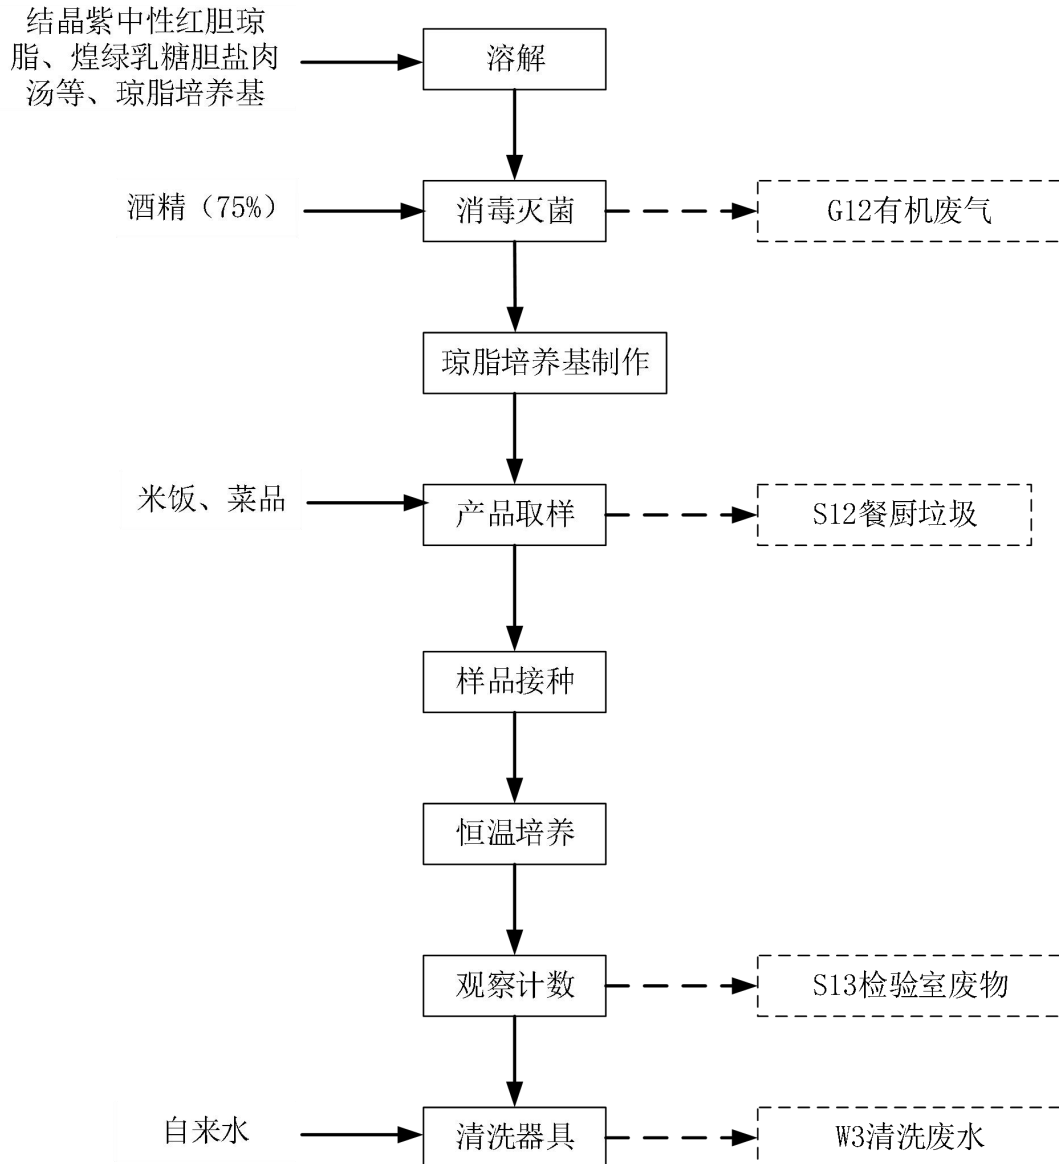 结晶紫中性红胆琼
脂、煌绿乳糖胆盐肉
汤等、琼脂培养基
溶解
酒精（75%）
消毒灭菌
G12有机废气
琼脂培养基制作
米饭、菜品
产品取样
S12餐厨垃圾
样品接种
恒温培养
观察计数
S13检验室废物
自来水
清洗器具
W3清洗废水